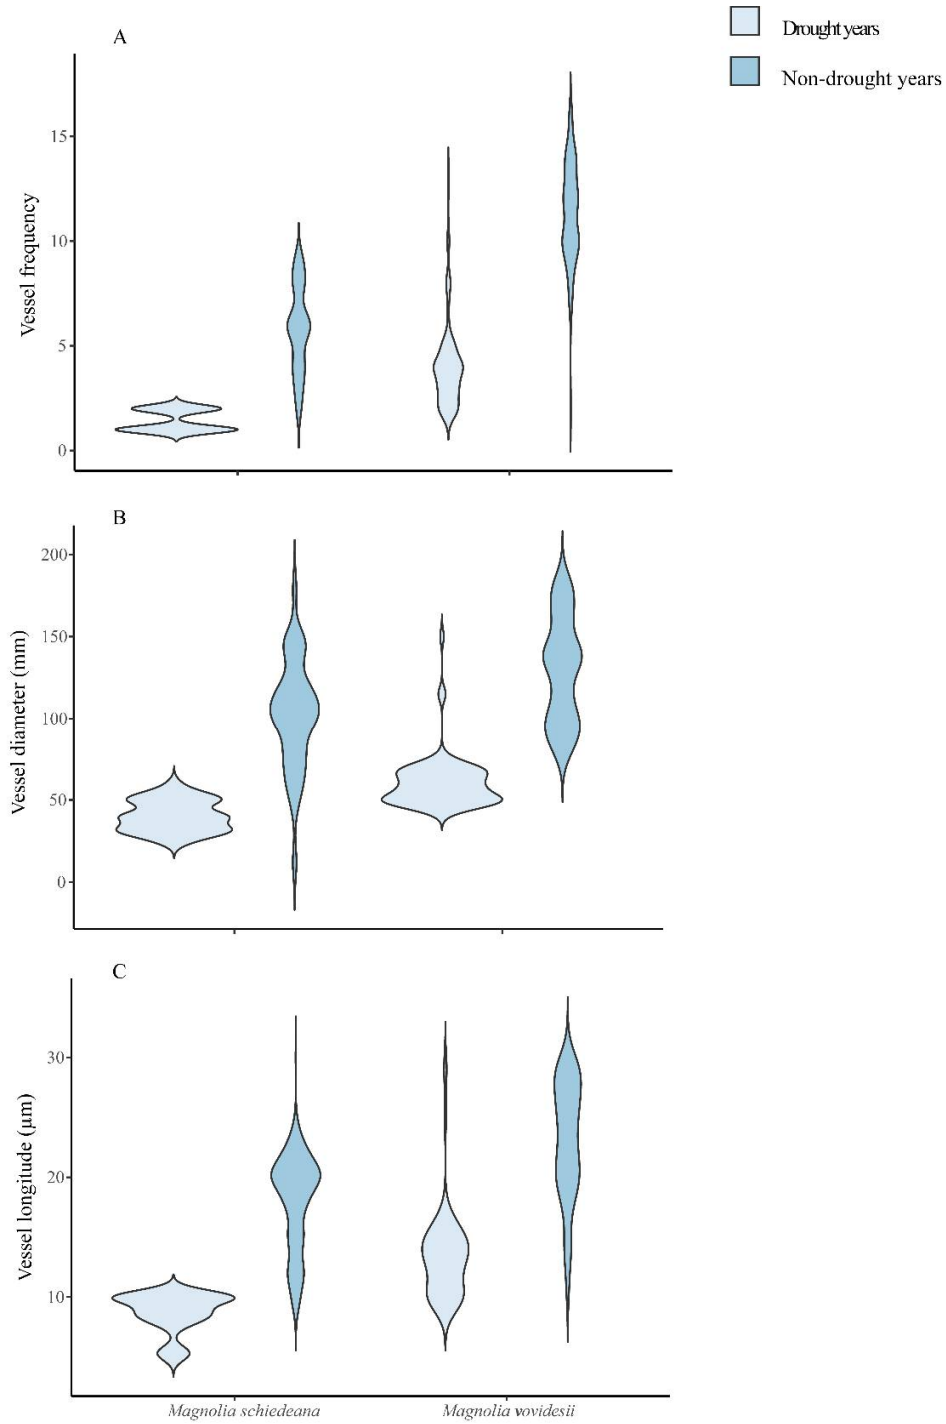 Drought years
Non-drought years
A
Vessel frequency
15
10
5
0
B
Vessel diameter (mm)
200
150
100
50
0
C
Vessel longitude (µm)
30
20
10
Magnolia schiedeana
Magnolia vovidesii